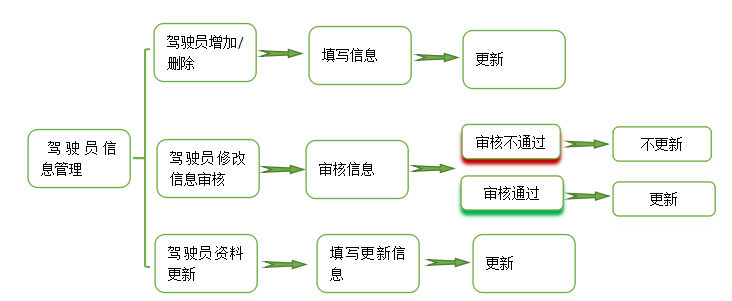 驾驶员增加/
删除
填写信息
更新
驾驶员信
息管理
驾驶员修改
信息审核
审核信息
审核不通过
不更新
审核通过
更新
驾驶员资料
更新
填写更新信
息
更新